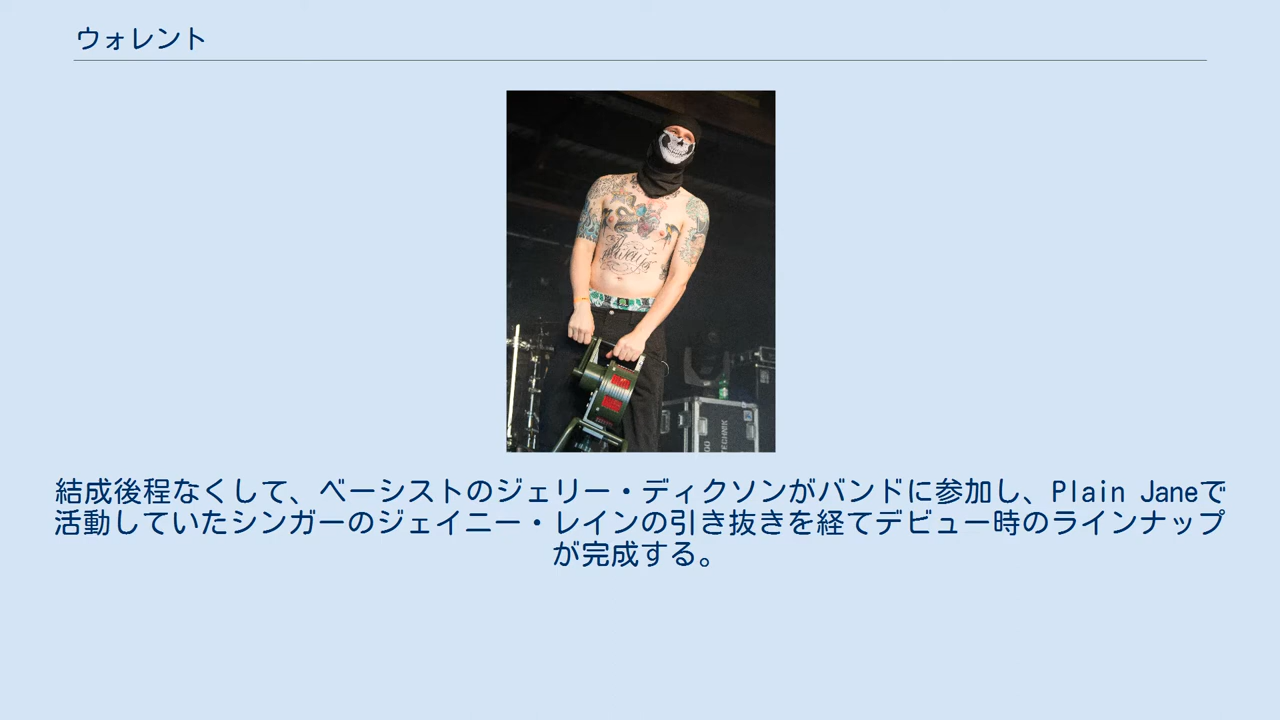 ウォレント
Always
TECHNIK
結成後程なくして、ベーシストのジェリー・ディクソンがバンドに参加し、Plain Janeで
活動していたシンガーのジェイニー・レインの引き抜きを経てデビュー時のラインナップ
が完成する。